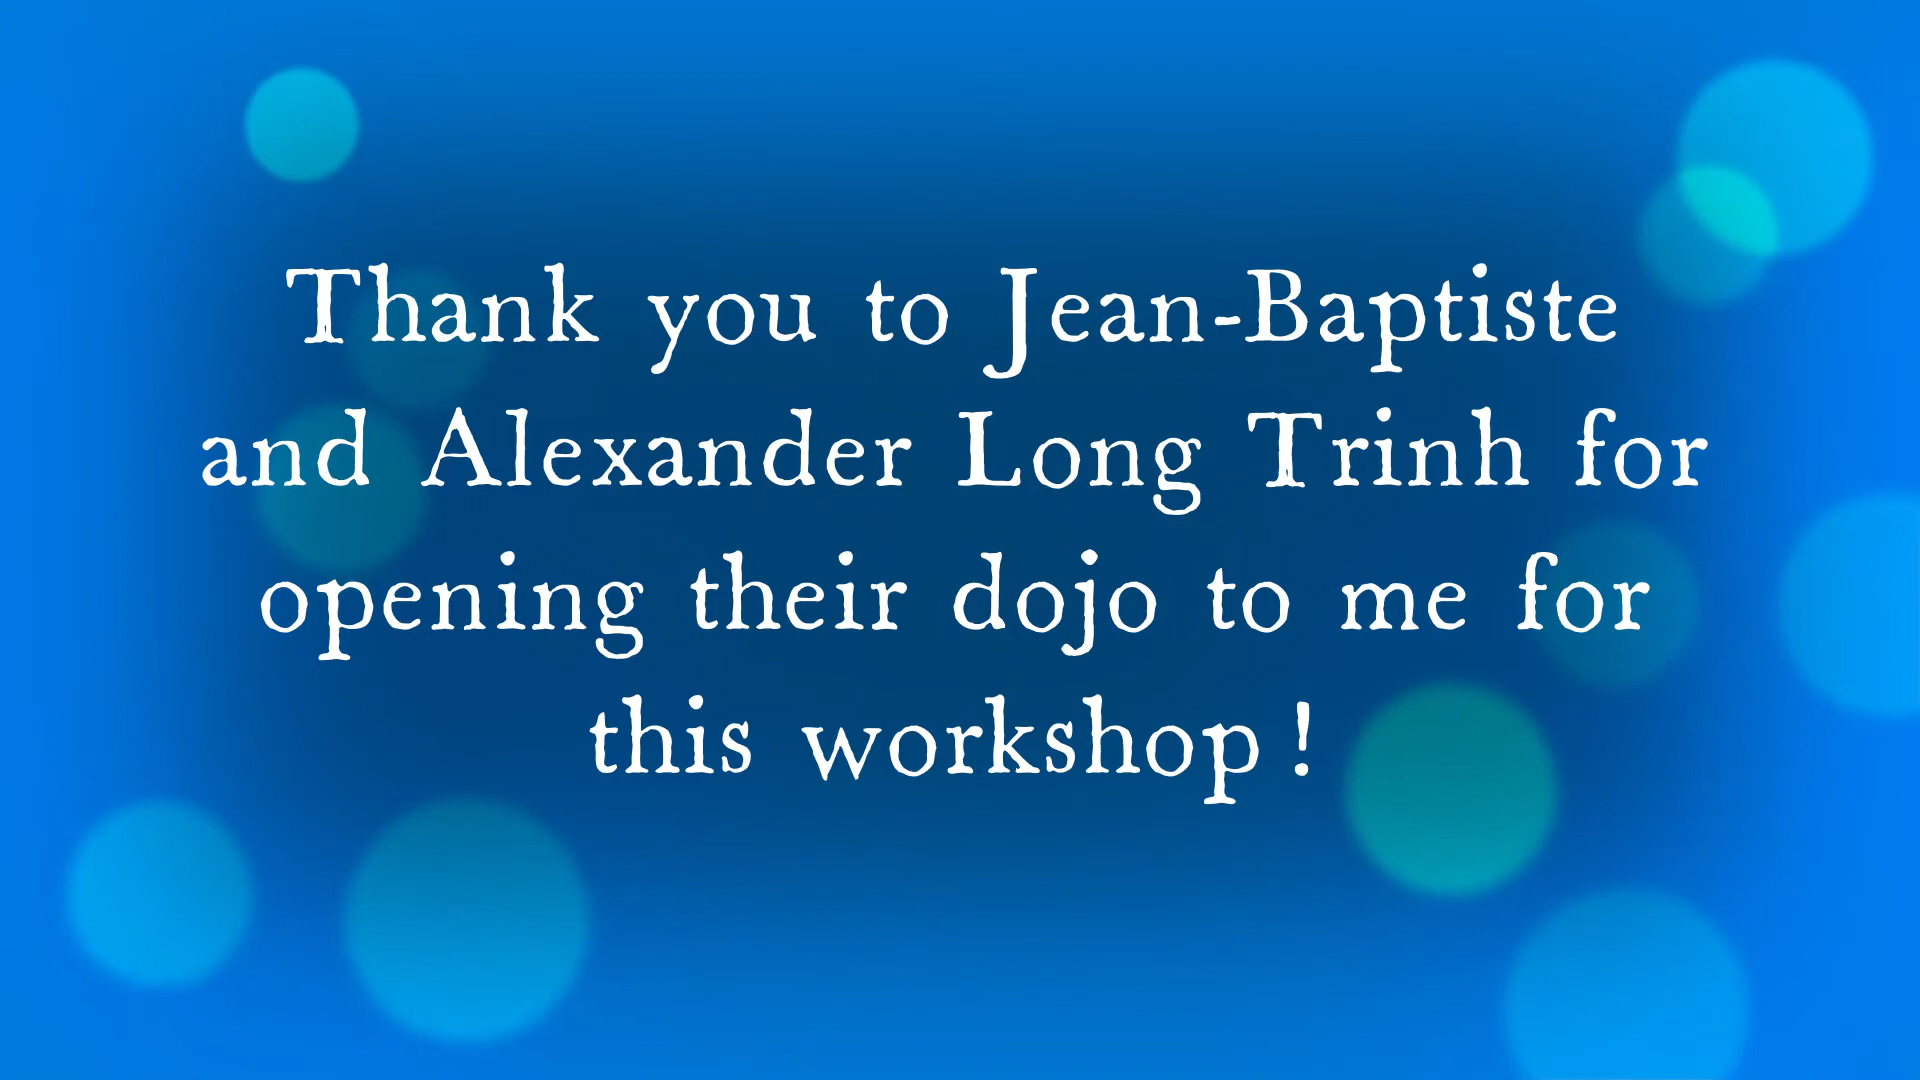 Thank you to Jean-Baptiste
and Alexander Long Trinh for
opening their dojo to me for
this workshop !